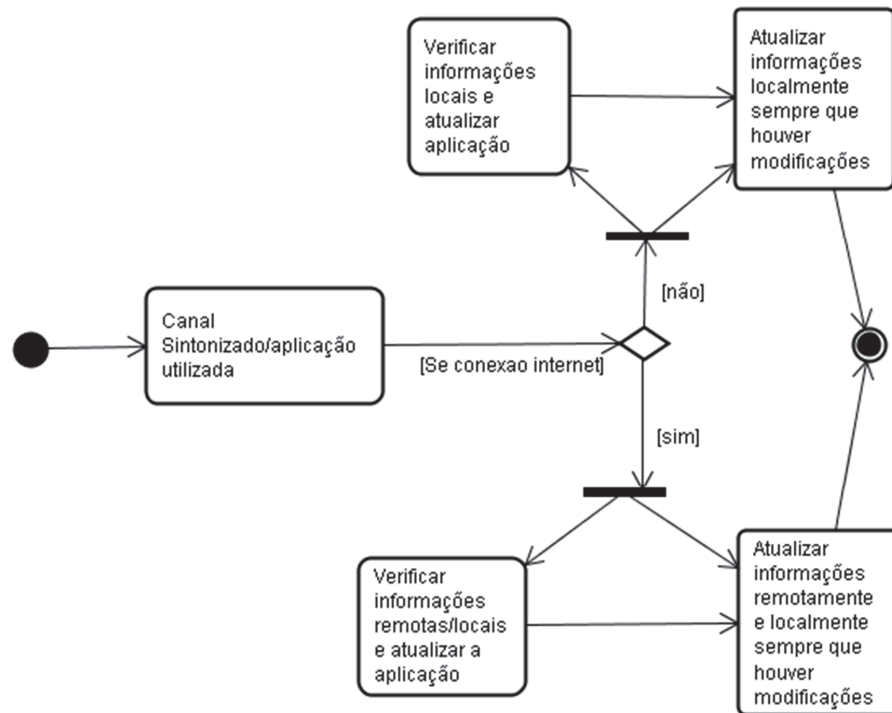 Verificar
informações
locais e
atualizar
aplicação
Atualizar
informações
localmente
sempre que
houver
modificações
[não]
Canal
Sintonizado/aplicação
utilizada
[Se conexao internet]
[sim]
Verificar
informações
remotas/locais
e atualizar a
aplicação
Atualizar
informações
remotamente
e localmente
sempre que
houver
modificações